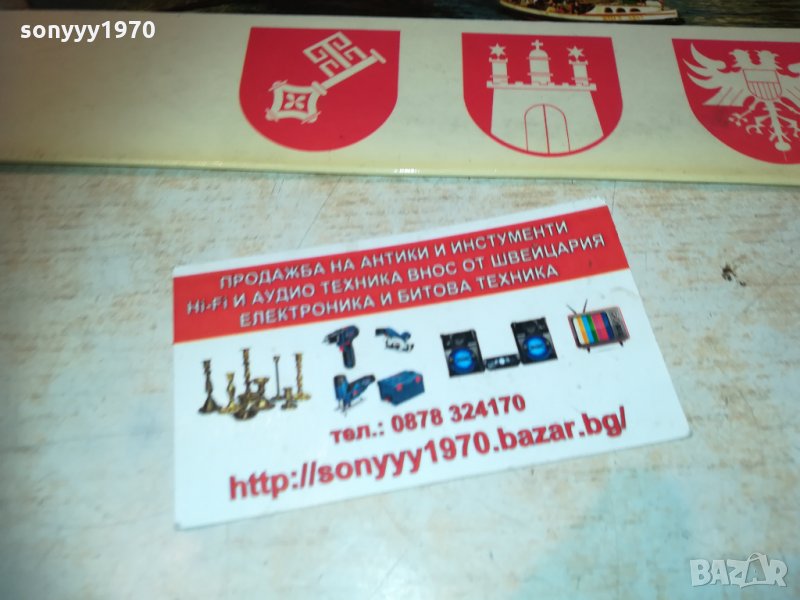 sonyyy1970
ПРОДАЖБА НА АНТИКИ И ИНСТУМЕНТИ
Hi-Fi И АУДИО ТЕХНИКА ВНОС ОТ ШВЕЙЦАРИЯ
ЕЛЕКТРОНИКА И БИТОВА ТЕХНИКА
тел.: 0878 324170
http://sonyyy1970.bazar.bg/
BAZAR